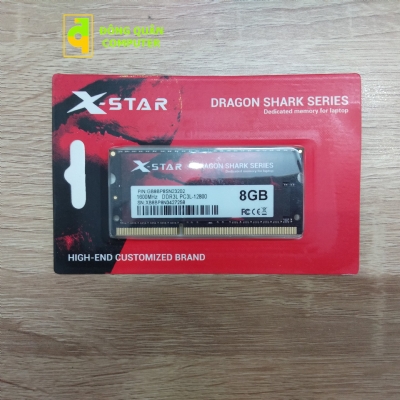 ĐÔNG QUÂN
COMPUTER
X-STAR
DRAGON SHARK SERIES
Dedicated memory for laptop
X-STAR
DRAGON SHARK SERIES
1600MHz DDR3L PC3L-12800
8GB
HIGH-END CUSTOMIZED BRAND
X-STAR